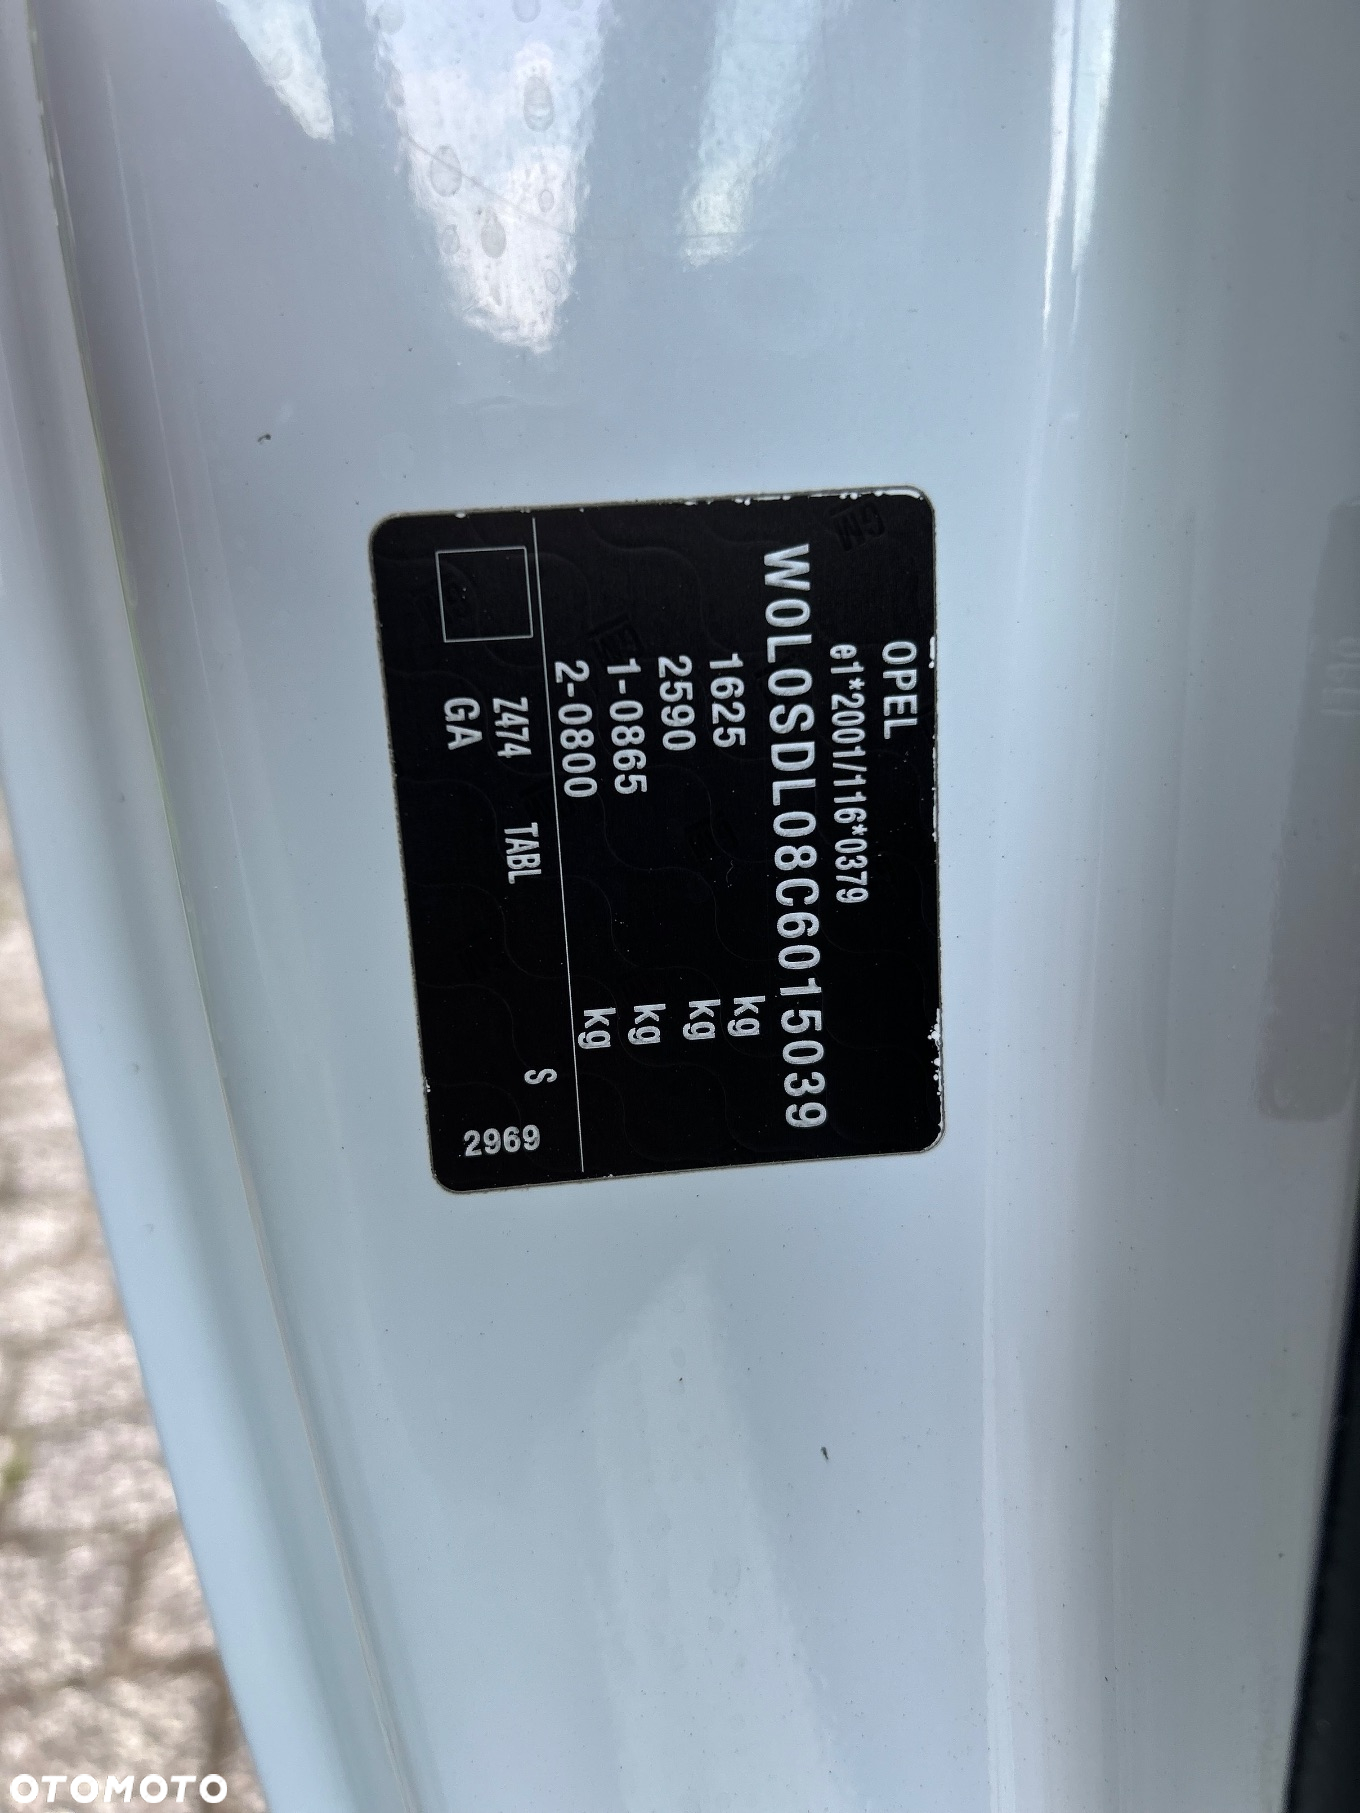 OPEL
e1*2001/116*0379
W0L0SDL08C6015039
1625 kg
2590 kg
1-0865 kg
2-0800 kg
Z474 TABL S
GA 2969
GM
OTOMOTO